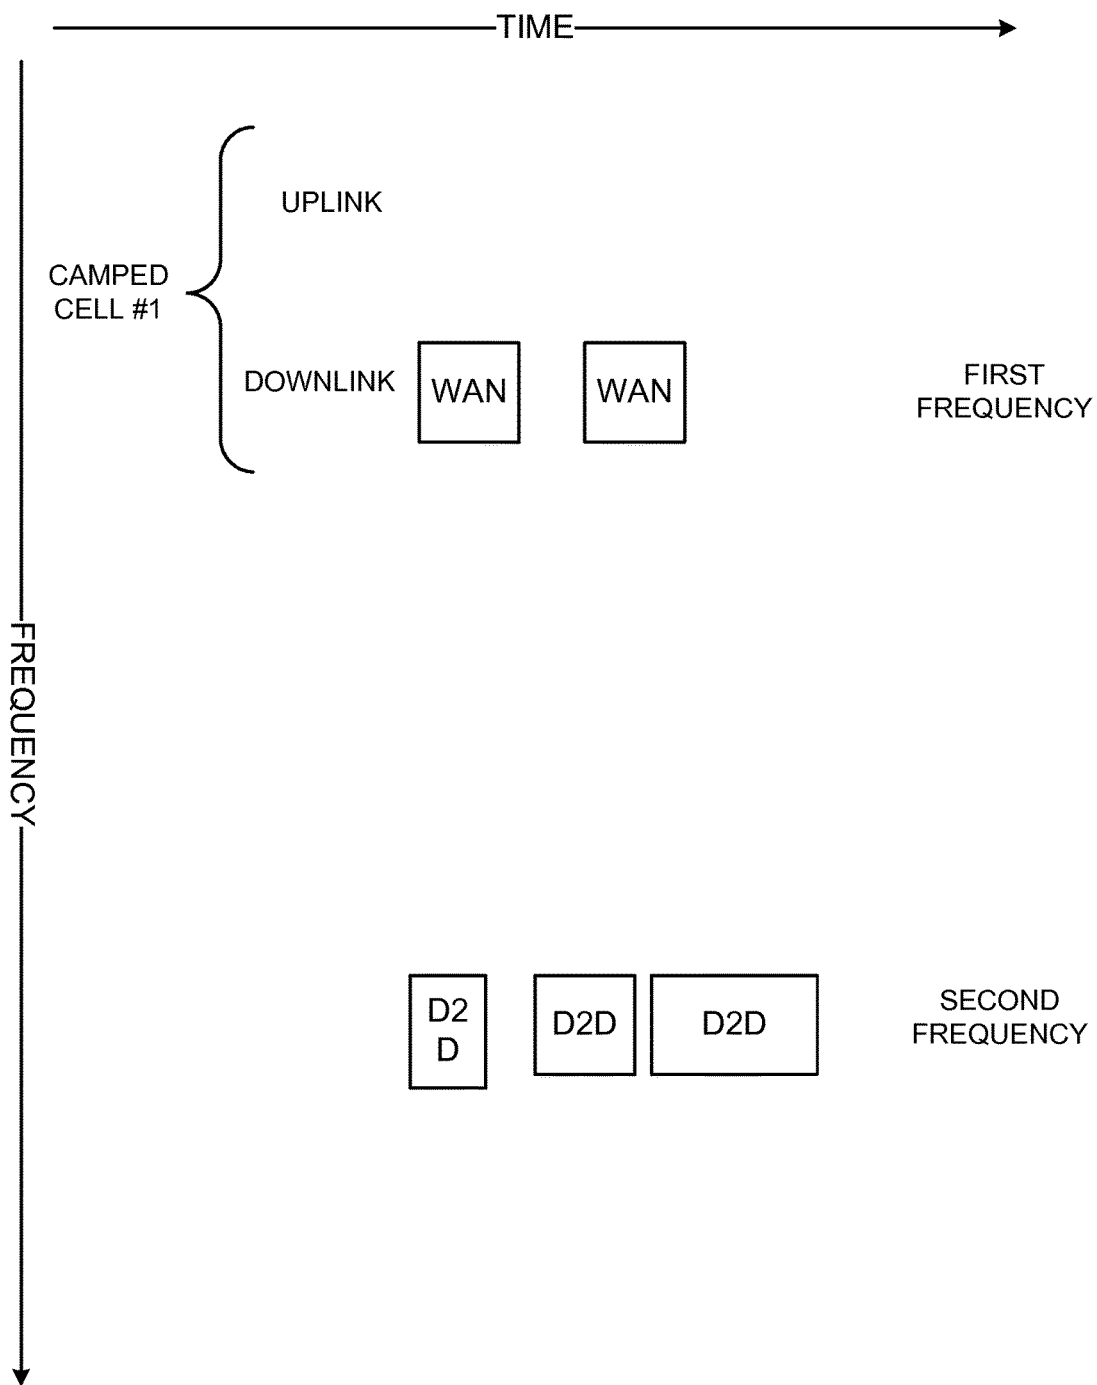 TIME
UPLINK
CAMPED
CELL #1
DOWNLINK
WAN
WAN
FIRST
FREQUENCY
FREQUENCY
D2
D
D2D
D2D
SECOND
FREQUENCY